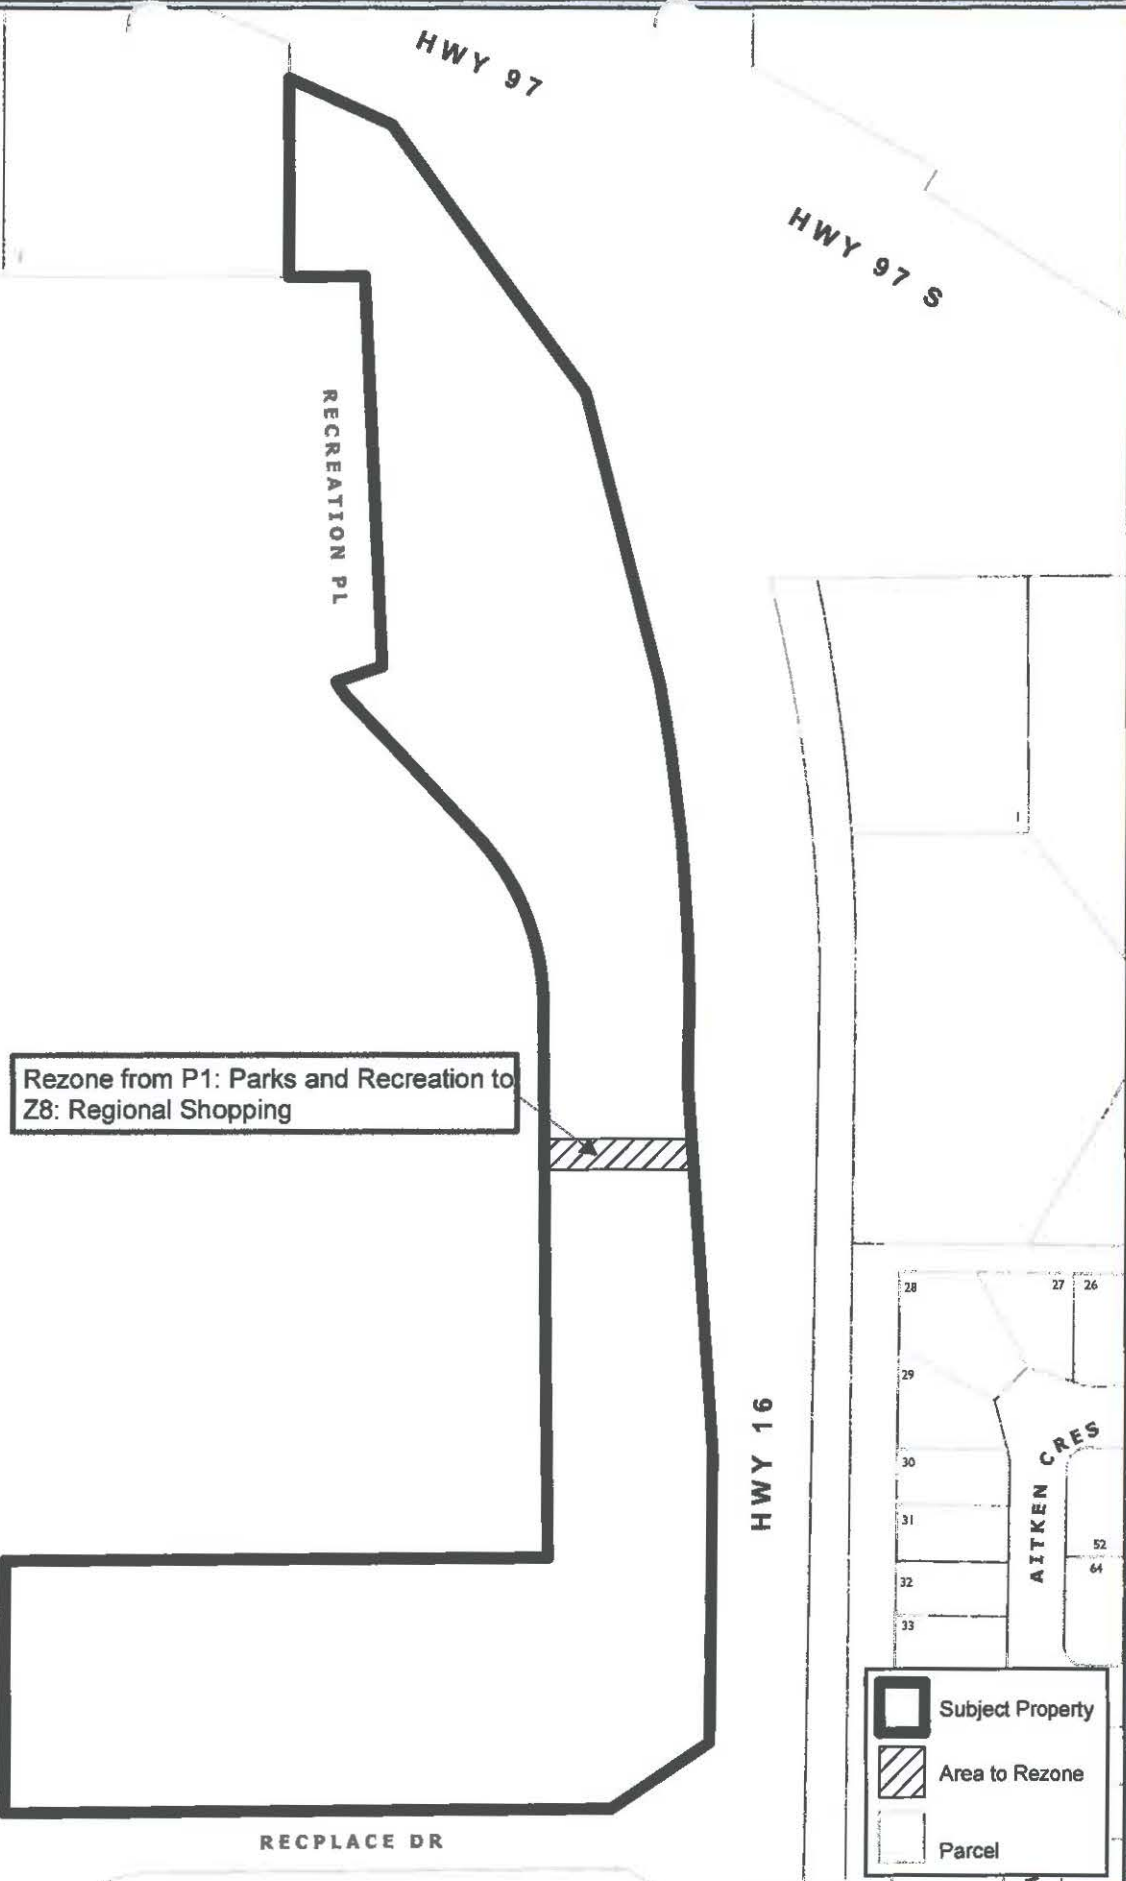 HWY 97
HWY 97 S
RECREATION PL
Rezone from P1: Parks and Recreation to
Z8: Regional Shopping
28
27
26
29
HWY 16
AITKEN CRES
30
31
52
32
64
33
Subject Property
Area to Rezone
Parcel
RECPLACE DR